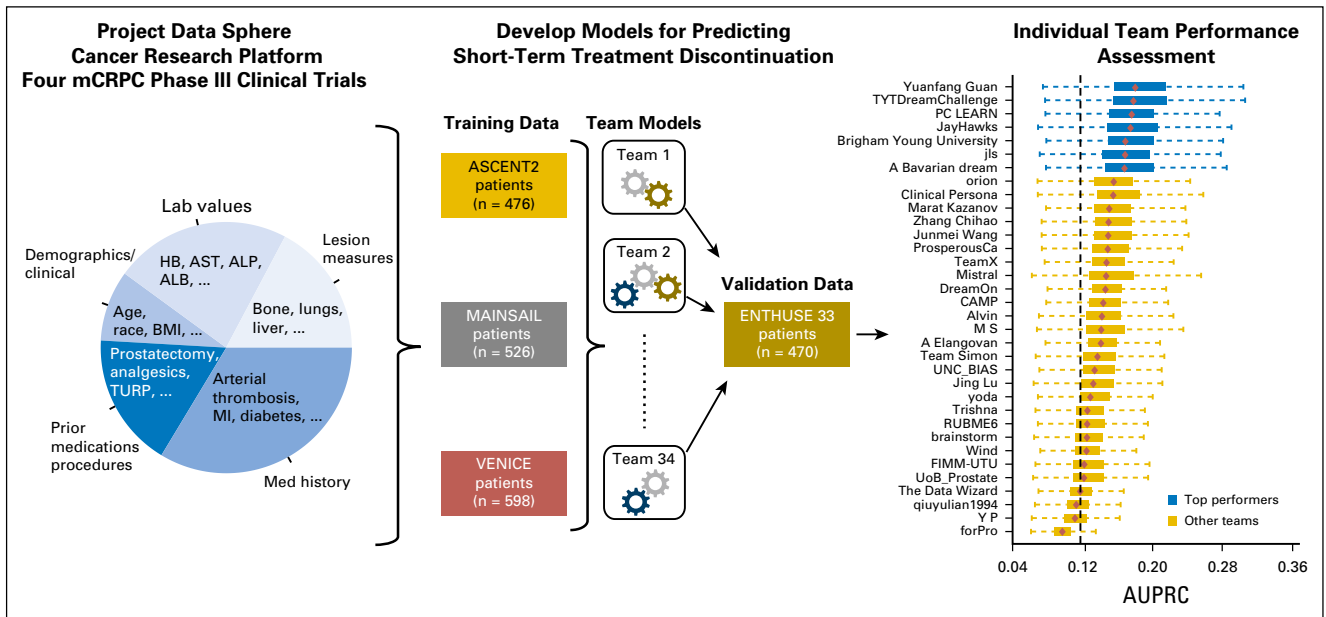 Project Data Sphere
Cancer Research Platform
Four mCRPC Phase III Clinical Trials
Lab values
Demographics/
clinical
Lesion
measures
HB, AST, ALP,
ALB, ...
Age,
race, BMI, ...
Bone, lungs,
liver, ...
Prostatectomy,
analgesics,
TURP, ...
Arterial
thrombosis,
MI, diabetes, ...
Prior
medications
procedures
Med history
Develop Models for Predicting
Short-Term Treatment Discontinuation
Training Data
ASCENT2
patients
(n = 476)
MAINSAIL
patients
(n = 526)
VENICE
patients
(n = 598)
Team Models
Team 1
Team 2
Team 34
Validation Data
ENTHUSE 33
patients
(n = 470)
Individual Team Performance
Assessment
Yuanfang Guan
TYTDreamChallenge
PC LEARN
JayHawks
Brigham Young University
jls
A Bavarian dream
orion
Clinical Persona
Marat Kazanov
Zhang Chihao
Junmei Wang
ProsperousCa
TeamX
Mistral
DreamOn
CAMP
Alvin
M S
A Elangovan
Team Simon
UNC_BIAS
Jing Lu
yoda
Trishna
RUBME6
brainstorm
Wind
FIMM-UTU
UoB_Prostate
The Data Wizard
qiuyulian1994
Y P
forPro
Top performers
Other teams
0.04 0.12 0.20 0.28 0.36
AUPRC